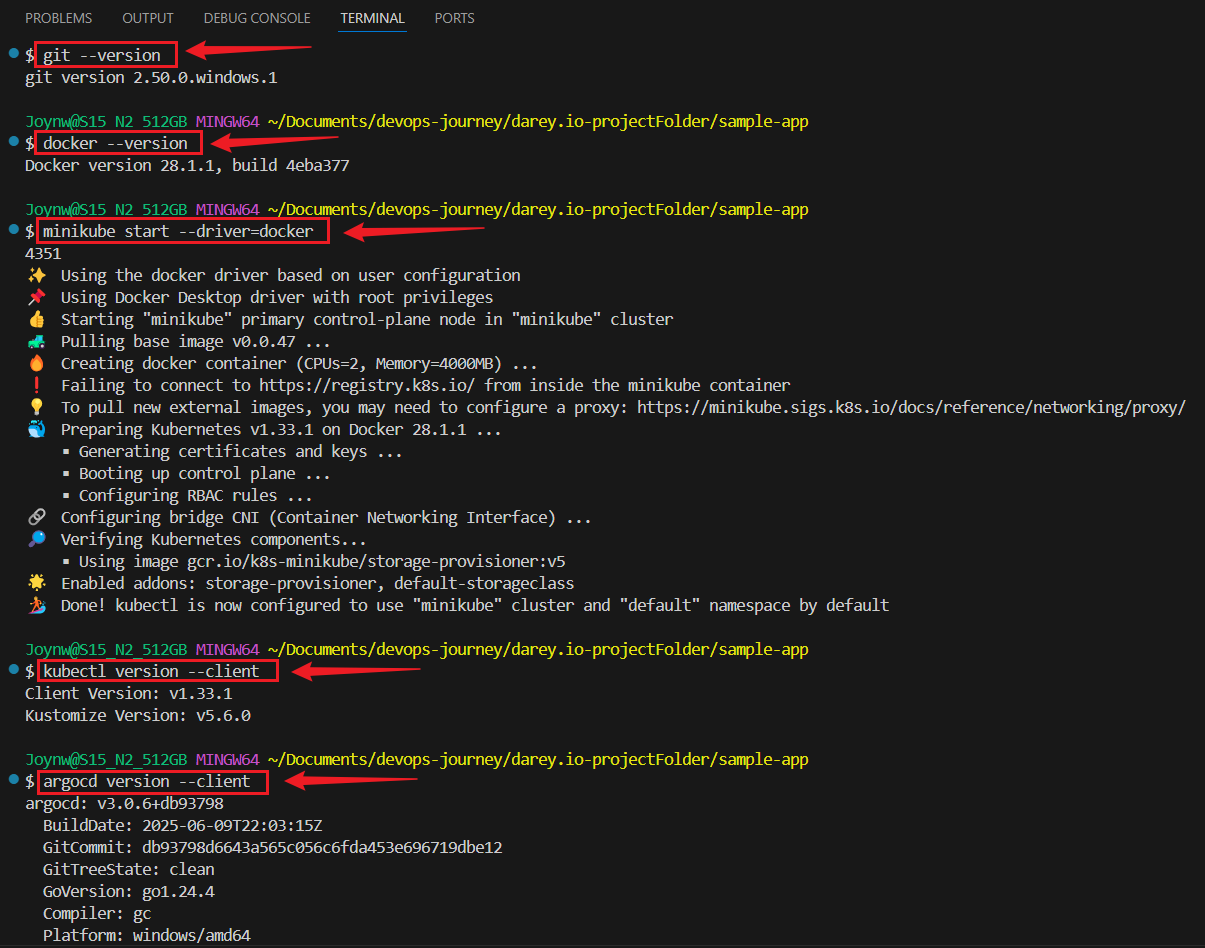 PROBLEMS OUTPUT DEBUG CONSOLE TERMINAL PORTS
$ git --version
git version 2.50.0.windows.1
Joynw@S15_N2_512GB MINGW64 ~/Documents/devops-journey/darey.io-projectFolder/sample-app
$ docker --version
Docker version 28.1.1, build 4eba377
Joynw@S15_N2_512GB MINGW64 ~/Documents/devops-journey/darey.io-projectFolder/sample-app
$ minikube start --driver=docker
4351
✨ Using the docker driver based on user configuration
📌 Using Docker Desktop driver with root privileges
👍 Starting "minikube" primary control-plane node in "minikube" cluster
🚜 Pulling base image v0.0.47 ...
🔥 Creating docker container (CPUs=2, Memory=4000MB) ...
❗ Failing to connect to https://registry.k8s.io/ from inside the minikube container
💡 To pull new external images, you may need to configure a proxy: https://minikube.sigs.k8s.io/docs/reference/networking/proxy/
🐳 Preparing Kubernetes v1.33.1 on Docker 28.1.1 ...
▪ Generating certificates and keys ...
▪ Booting up control plane ...
▪ Configuring RBAC rules ...
🔗 Configuring bridge CNI (Container Networking Interface) ...
🔎 Verifying Kubernetes components...
▪ Using image gcr.io/k8s-minikube/storage-provisioner:v5
🌟 Enabled addons: storage-provisioner, default-storageclass
🏄 Done! kubectl is now configured to use "minikube" cluster and "default" namespace by default
Joynw@S15_N2_512GB MINGW64 ~/Documents/devops-journey/darey.io-projectFolder/sample-app
$ kubectl version --client
Client Version: v1.33.1
Kustomize Version: v5.6.0
Joynw@S15_N2_512GB MINGW64 ~/Documents/devops-journey/darey.io-projectFolder/sample-app
$ argocd version --client
argocd: v3.0.6+db93798
BuildDate: 2025-06-09T22:03:15Z
GitCommit: db93798d6643a565c056c6fda453e696719dbe12
GitTreeState: clean
GoVersion: go1.24.4
Compiler: gc
Platform: windows/amd64